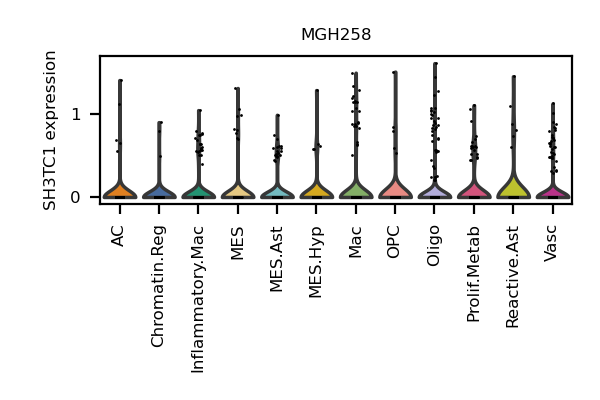 MGH258
SH3TC1 expression
1
0
AC
Chromatin.Reg
Inflammatory.Mac
MES
MES.Ast
MES.Hyp
Mac
OPC
Oligo
Prolif.Metab
Reactive.Ast
Vasc